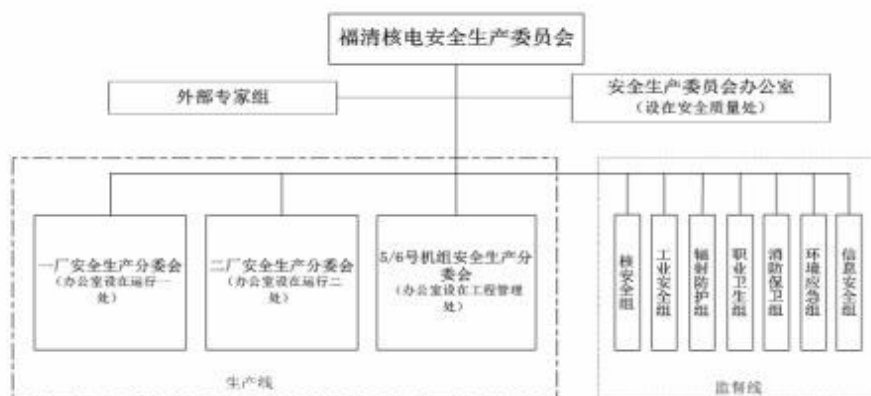 福清核电安全生产委员会
外部专家组
安全生产委员会办公室
（设在安全质量处）
一厂安全生产分委会
（办公室设在运行一
处）
二厂安全生产分委会
（办公室设在运行二
处）
5/6号机组安全生产分
委会
（办公室设在工程管理
处）
核安全组
工业安全组
辐射防护组
职业卫生组
消防保卫组
环境应急组
信息安全组
生产线
监督线